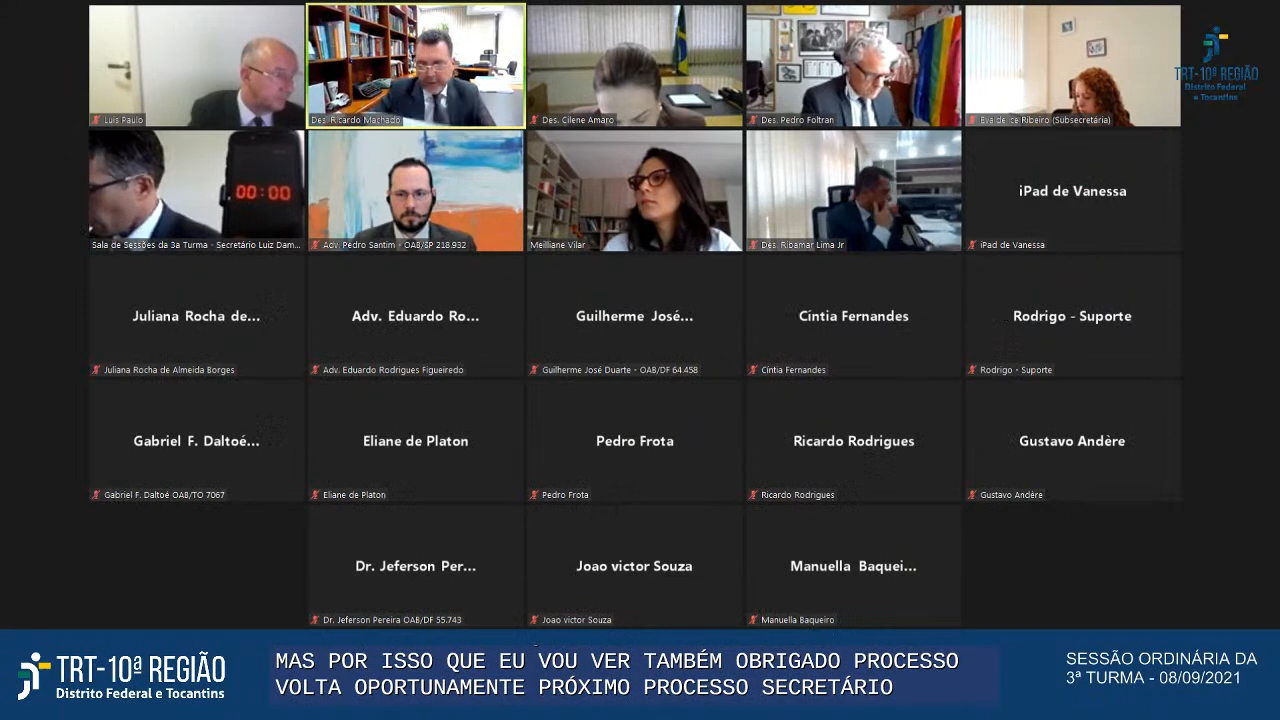 Luis Paulo
Des. Ricardo Machado
Des. Cilene Amaro
Des. Pedro Foltran
Ribeiro (Subsecretária)
TRT-10ª REGIÃO
Distrito Federal
e Tocantins
00:00
Sala de Sessões da 3a Turma - Secretário Luiz Dam...
Adv. Pedro Santim - OAB/SP 218.932
Meilliane Vilar
Des. Ribamar Lima Jr
iPad de Vanessa
iPad de Vanessa
Juliana Rocha de...
Adv. Eduardo Ro...
Guilherme José...
Cíntia Fernandes
Rodrigo - Suporte
Juliana Rocha de Almeida Borges
Adv. Eduardo Rodrigues Figueiredo
Guilherme José Duarte - OAB/DF 64.458
Cíntia Fernandes
Rodrigo - Suporte
Gabriel F. Daltoé...
Eliane de Platon
Pedro Frota
Ricardo Rodrigues
Gustavo Andère
Gabriel F. Daltoé OAB/TO 7067
Eliane de Platon
Pedro Frota
Ricardo Rodrigues
Gustavo Andère
Dr. Jeferson Per...
Joao victor Souza
Manuella Baquei...
Dr. Jeferson Pereira OAB/DF 55.743
Joao victor Souza
Manuella Baqueiro
TRT-10ª REGIÃO
Distrito Federal e Tocantins
MAS POR ISSO QUE EU VOU VER TAMBÉM OBRIGADO PROCESSO
VOLTA OPORTUNAMENTE PRÓXIMO PROCESSO SECRETÁRIO
SESSÃO ORDINÁRIA DA
3ª TURMA - 08/09/2021